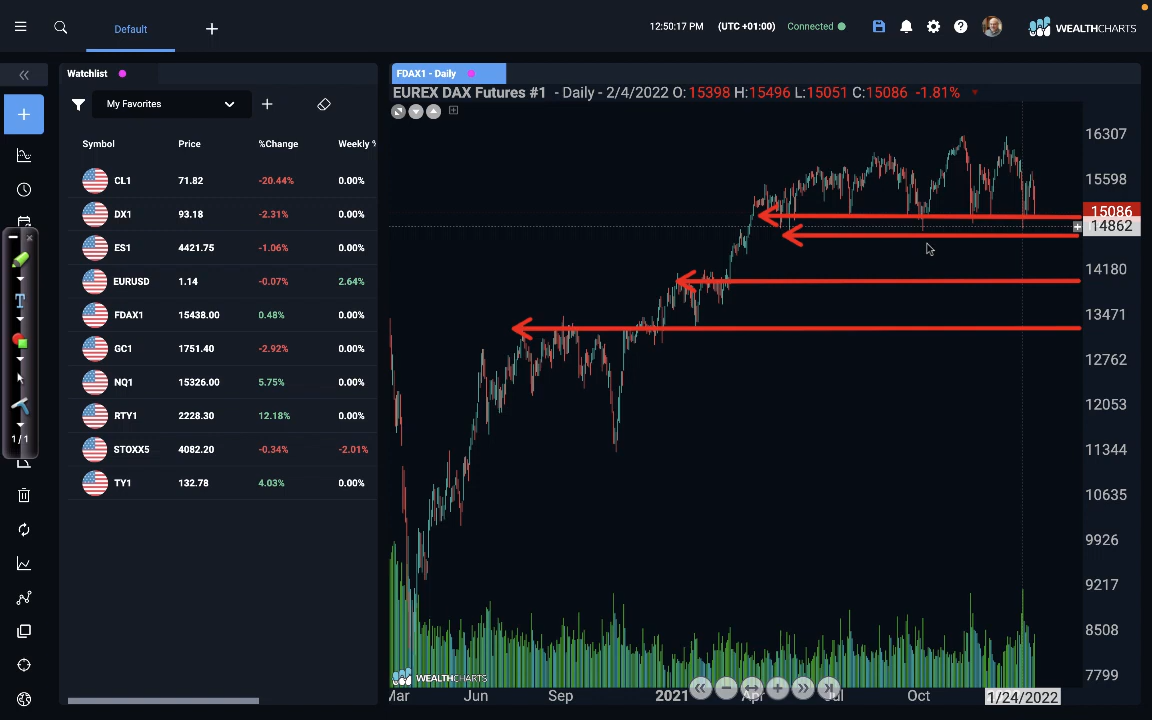 Default
12:50:17 PM (UTC +01:00) Connected
WEALTHCHARTS
Watchlist
My Favorites
Symbol Price %Change Weekly %
CL1 71.82 -20.44% 0.00%
DX1 93.18 -2.31% 0.00%
ES1 4421.75 -1.06% 0.00%
EURUSD 1.14 -0.07% 2.64%
FDAX1 15438.00 0.48% 0.00%
GC1 1751.40 -2.92% 0.00%
NQ1 15326.00 5.75% 0.00%
RTY1 2228.30 12.18% 0.00%
STOXX5 4082.20 -0.34% -2.01%
TY1 132.78 4.03% 0.00%
T
1/1
FDAX1 - Daily
EUREX DAX Futures #1 - Daily - 2/4/2022 O:15398 H:15496 L:15051 C:15086 -1.81%
16307
15598
15086
14862
14180
13471
12762
12053
11344
10635
9926
9217
8508
7799
WEALTHCHARTS
Mar Jun Sep 2021 Apr Jul Oct 1/24/2022